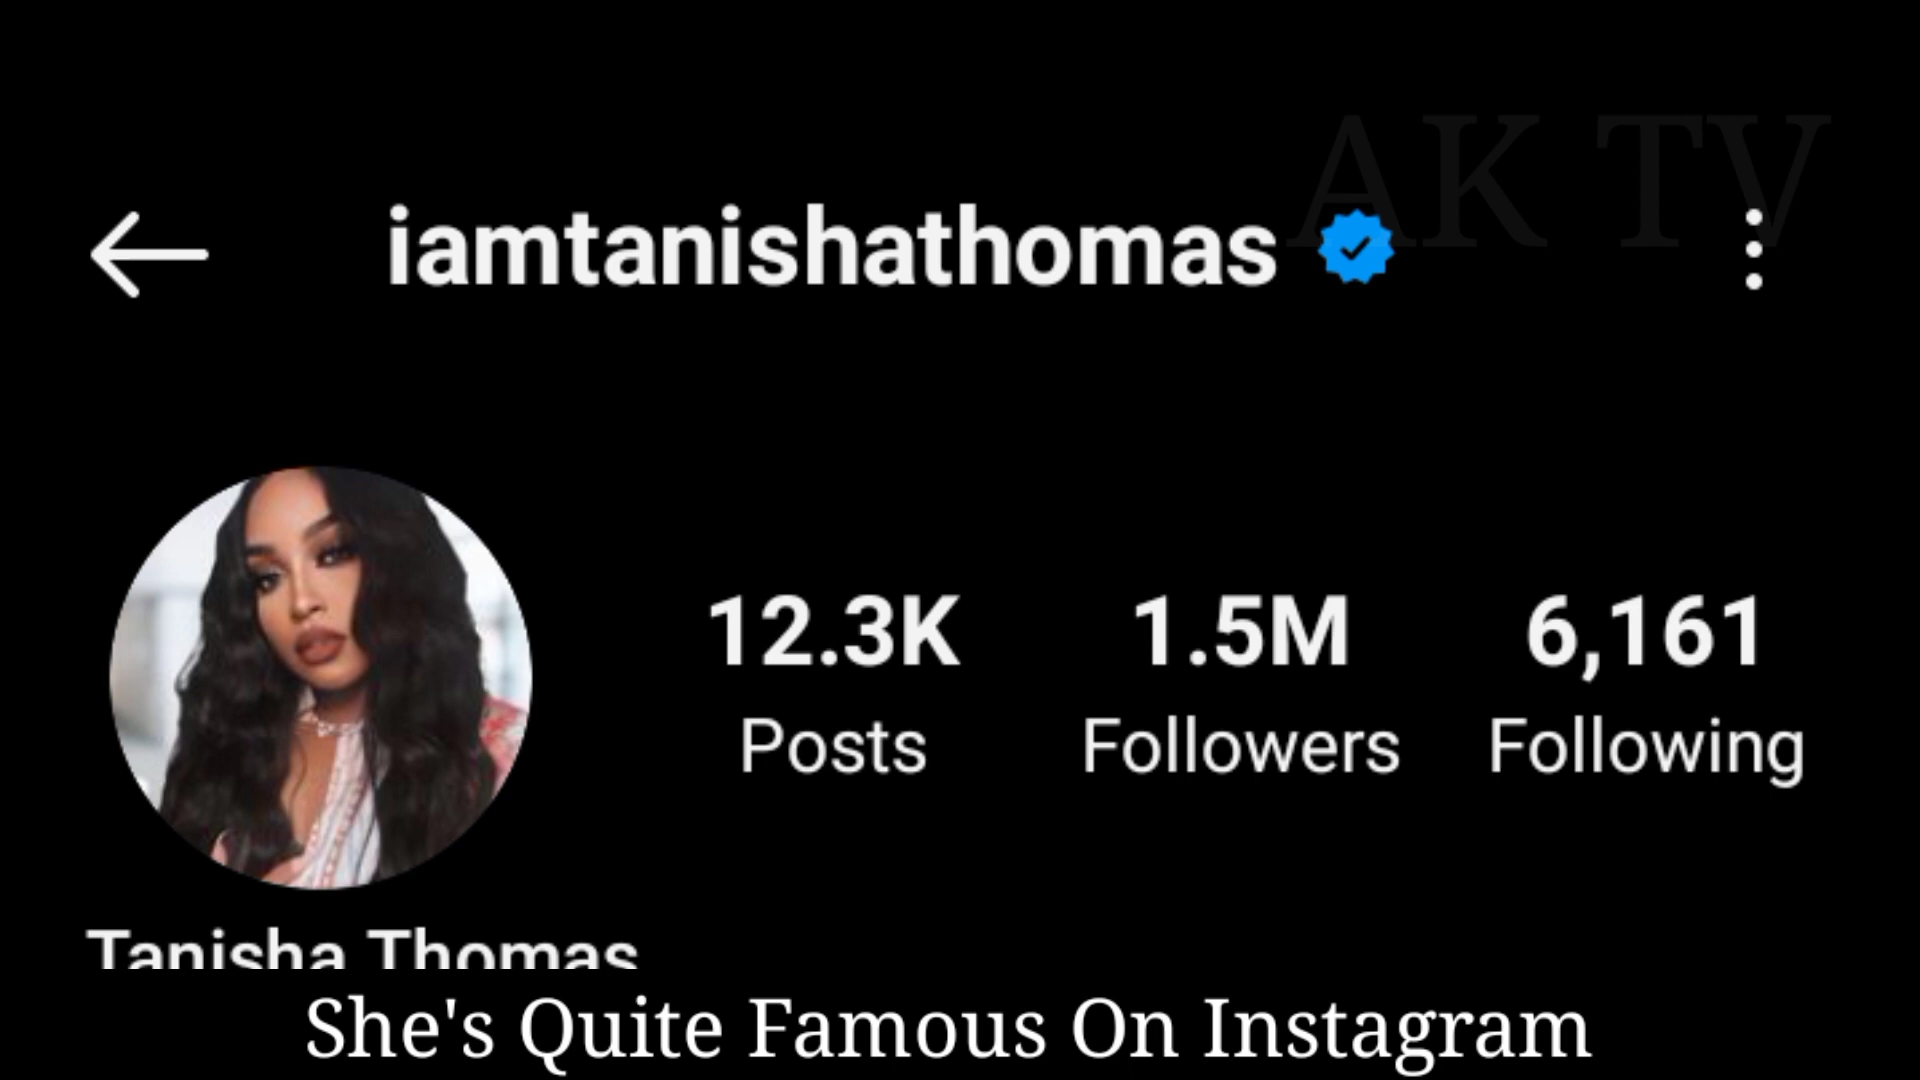 AK TV
iamtanishathomas
12.3K 1.5M 6,161
Posts Followers Following
Tanisha Thomas
She's Quite Famous On Instagram